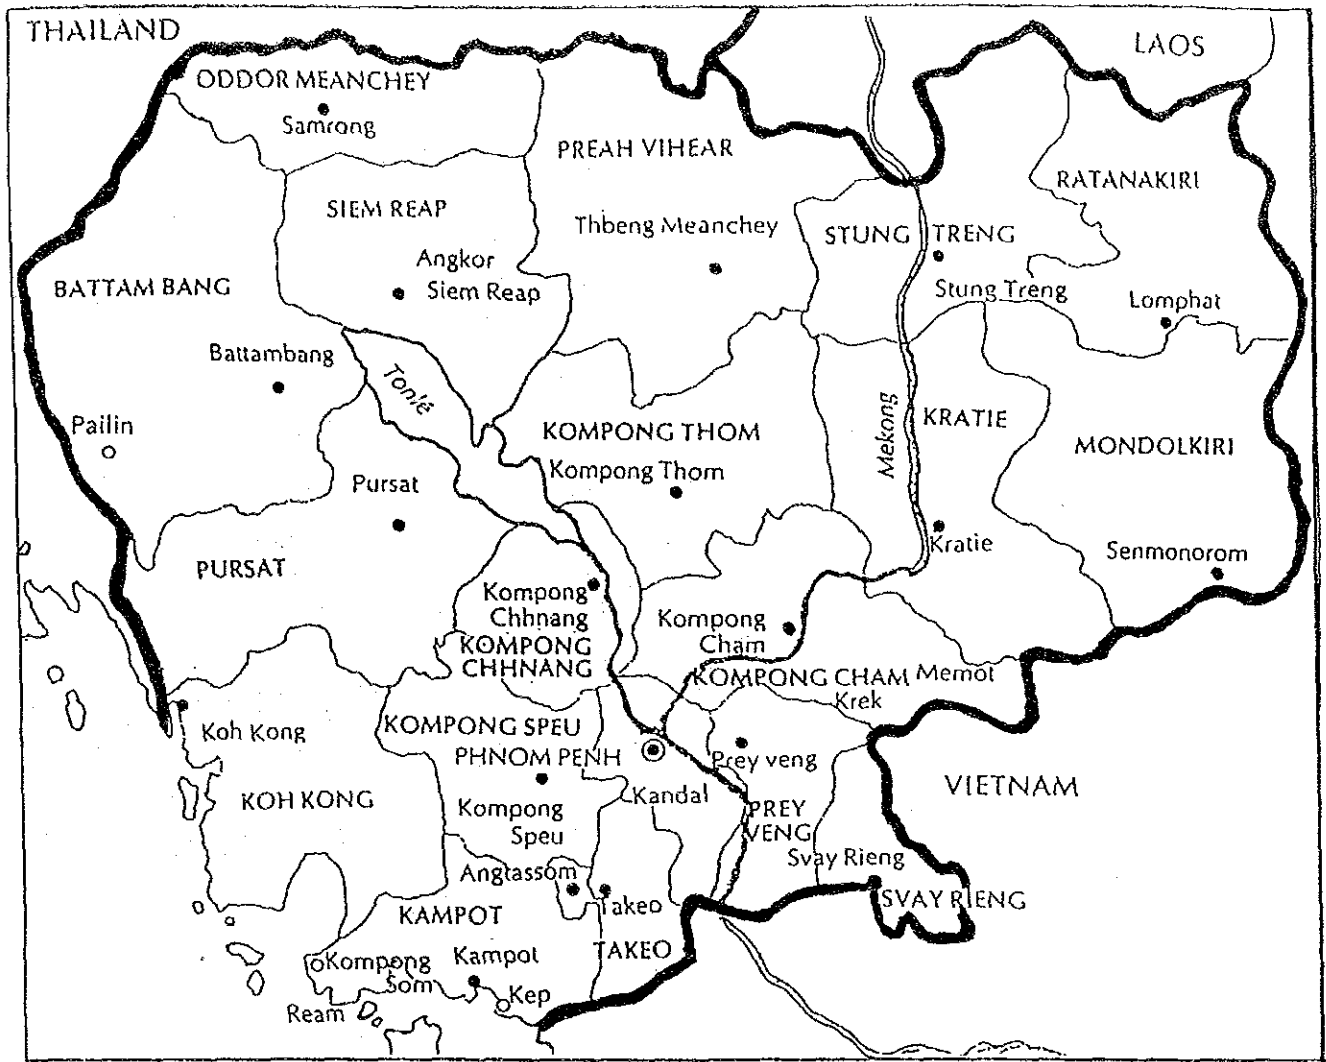 THAILAND
LAOS
ODDOR MEANCHEY
Samrong
PREAH VIHEAR
RATANAKIRI
SIEM REAP
Thbeng Meanchey
STUNG TRENG
Angkor
Siem Reap
BATTAM BANG
Stung Treng
Lomphat
Battambang
Tonlé
Mekong
Pailin
KOMPONG THOM
KRATIE
MONDOLKIRI
Kompong Thom
Pursat
Kratie
Senmonorom
PURSAT
Kompong
Chhnang
KOMPONG
CHHNANG
Kompong
Cham
KOMPONG CHAM
Memot
Krek
Koh Kong
KOMPONG SPEU
PHNOM PENH
Prey veng
VIETNAM
KOH KONG
Kandal
Kompong
Speu
PREY
VENG
Svay Rieng
Angtassom
Takeo
SVAY RIENG
KAMPOT
TAKEO
Kompong
Som
Kampot
Kep
Ream